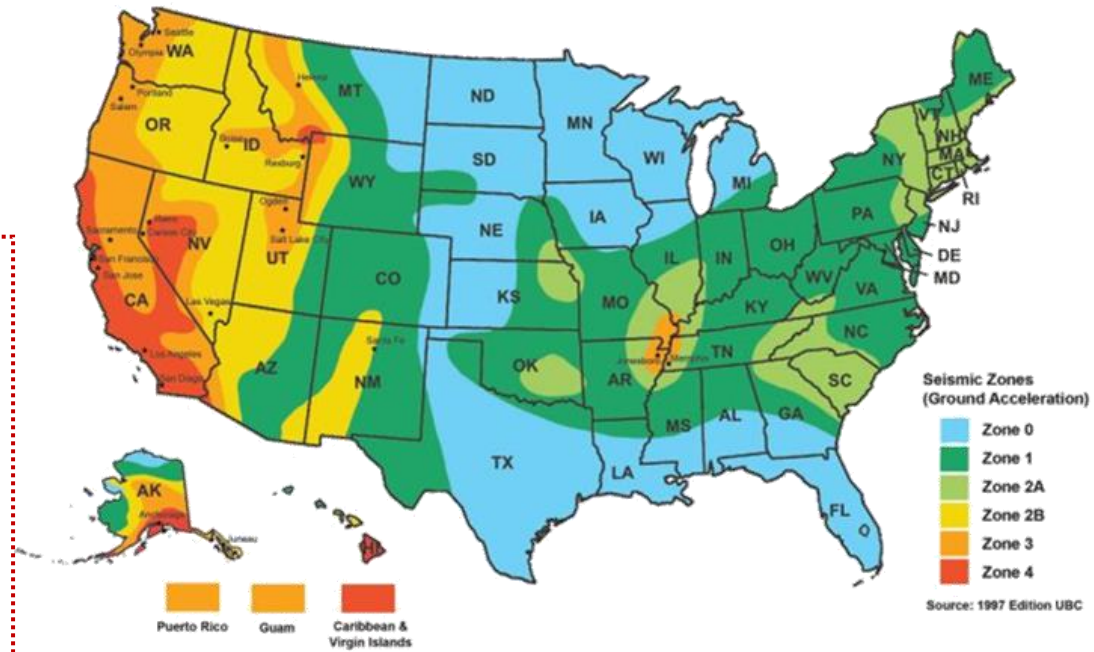 Seattle
Olympia
WA
Portland
Salem
OR
Boise
ID
Rexburg
Helena
MT
ND
MN
SD
WI
MI
WY
NE
IA
Ogden
Salt Lake City
UT
Reno
Carson City
NV
Sacramento
San Francisco
San Jose
CA
Las Vegas
Los Angeles
San Diego
AZ
Santa Fe
NM
CO
KS
OK
TX
MO
AR
Jonesboro
Memphis
LA
IL
IN
OH
KY
TN
MS
AL
GA
FL
SC
NC
VA
WV
PA
NY
VT
NH
MA
CT
ME
RI
NJ
DE
MD
AK
Anchorage
Juneau
HI
Puerto Rico
Guam
Caribbean &
Virgin Islands
Seismic Zones
(Ground Acceleration)
Zone 0
Zone 1
Zone 2A
Zone 2B
Zone 3
Zone 4
Source: 1997 Edition UBC